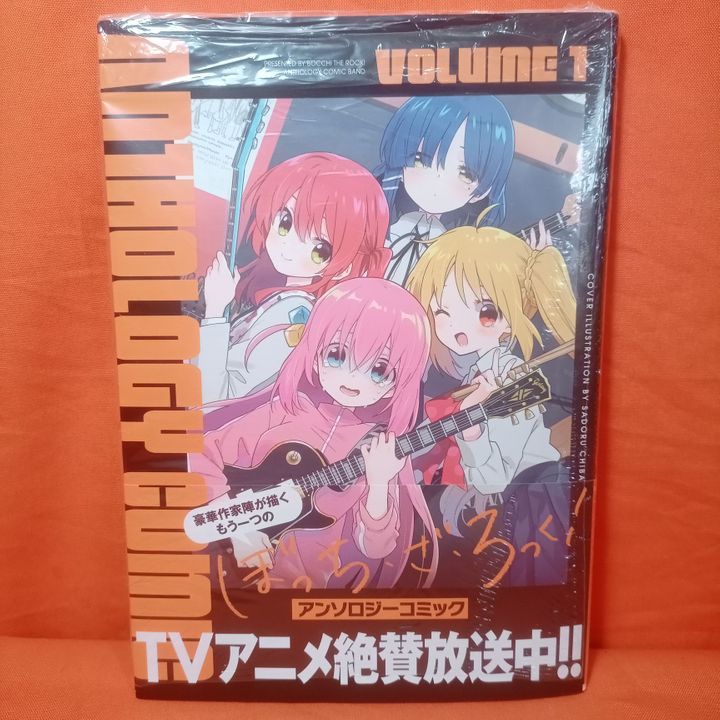 PRESENTED BY BOCCHI THE ROCK!
ANTHOLOGY COMIC BAND
VOLUME 1
ANTHOLOGY COMIC
COVER ILLUSTRATION BY SADORU CHIBA
豪華作家陣が描く
もう一つの
ぼっち・ざ・ろっく!
アンソロジーコミック
TVアニメ絶賛放送中!!